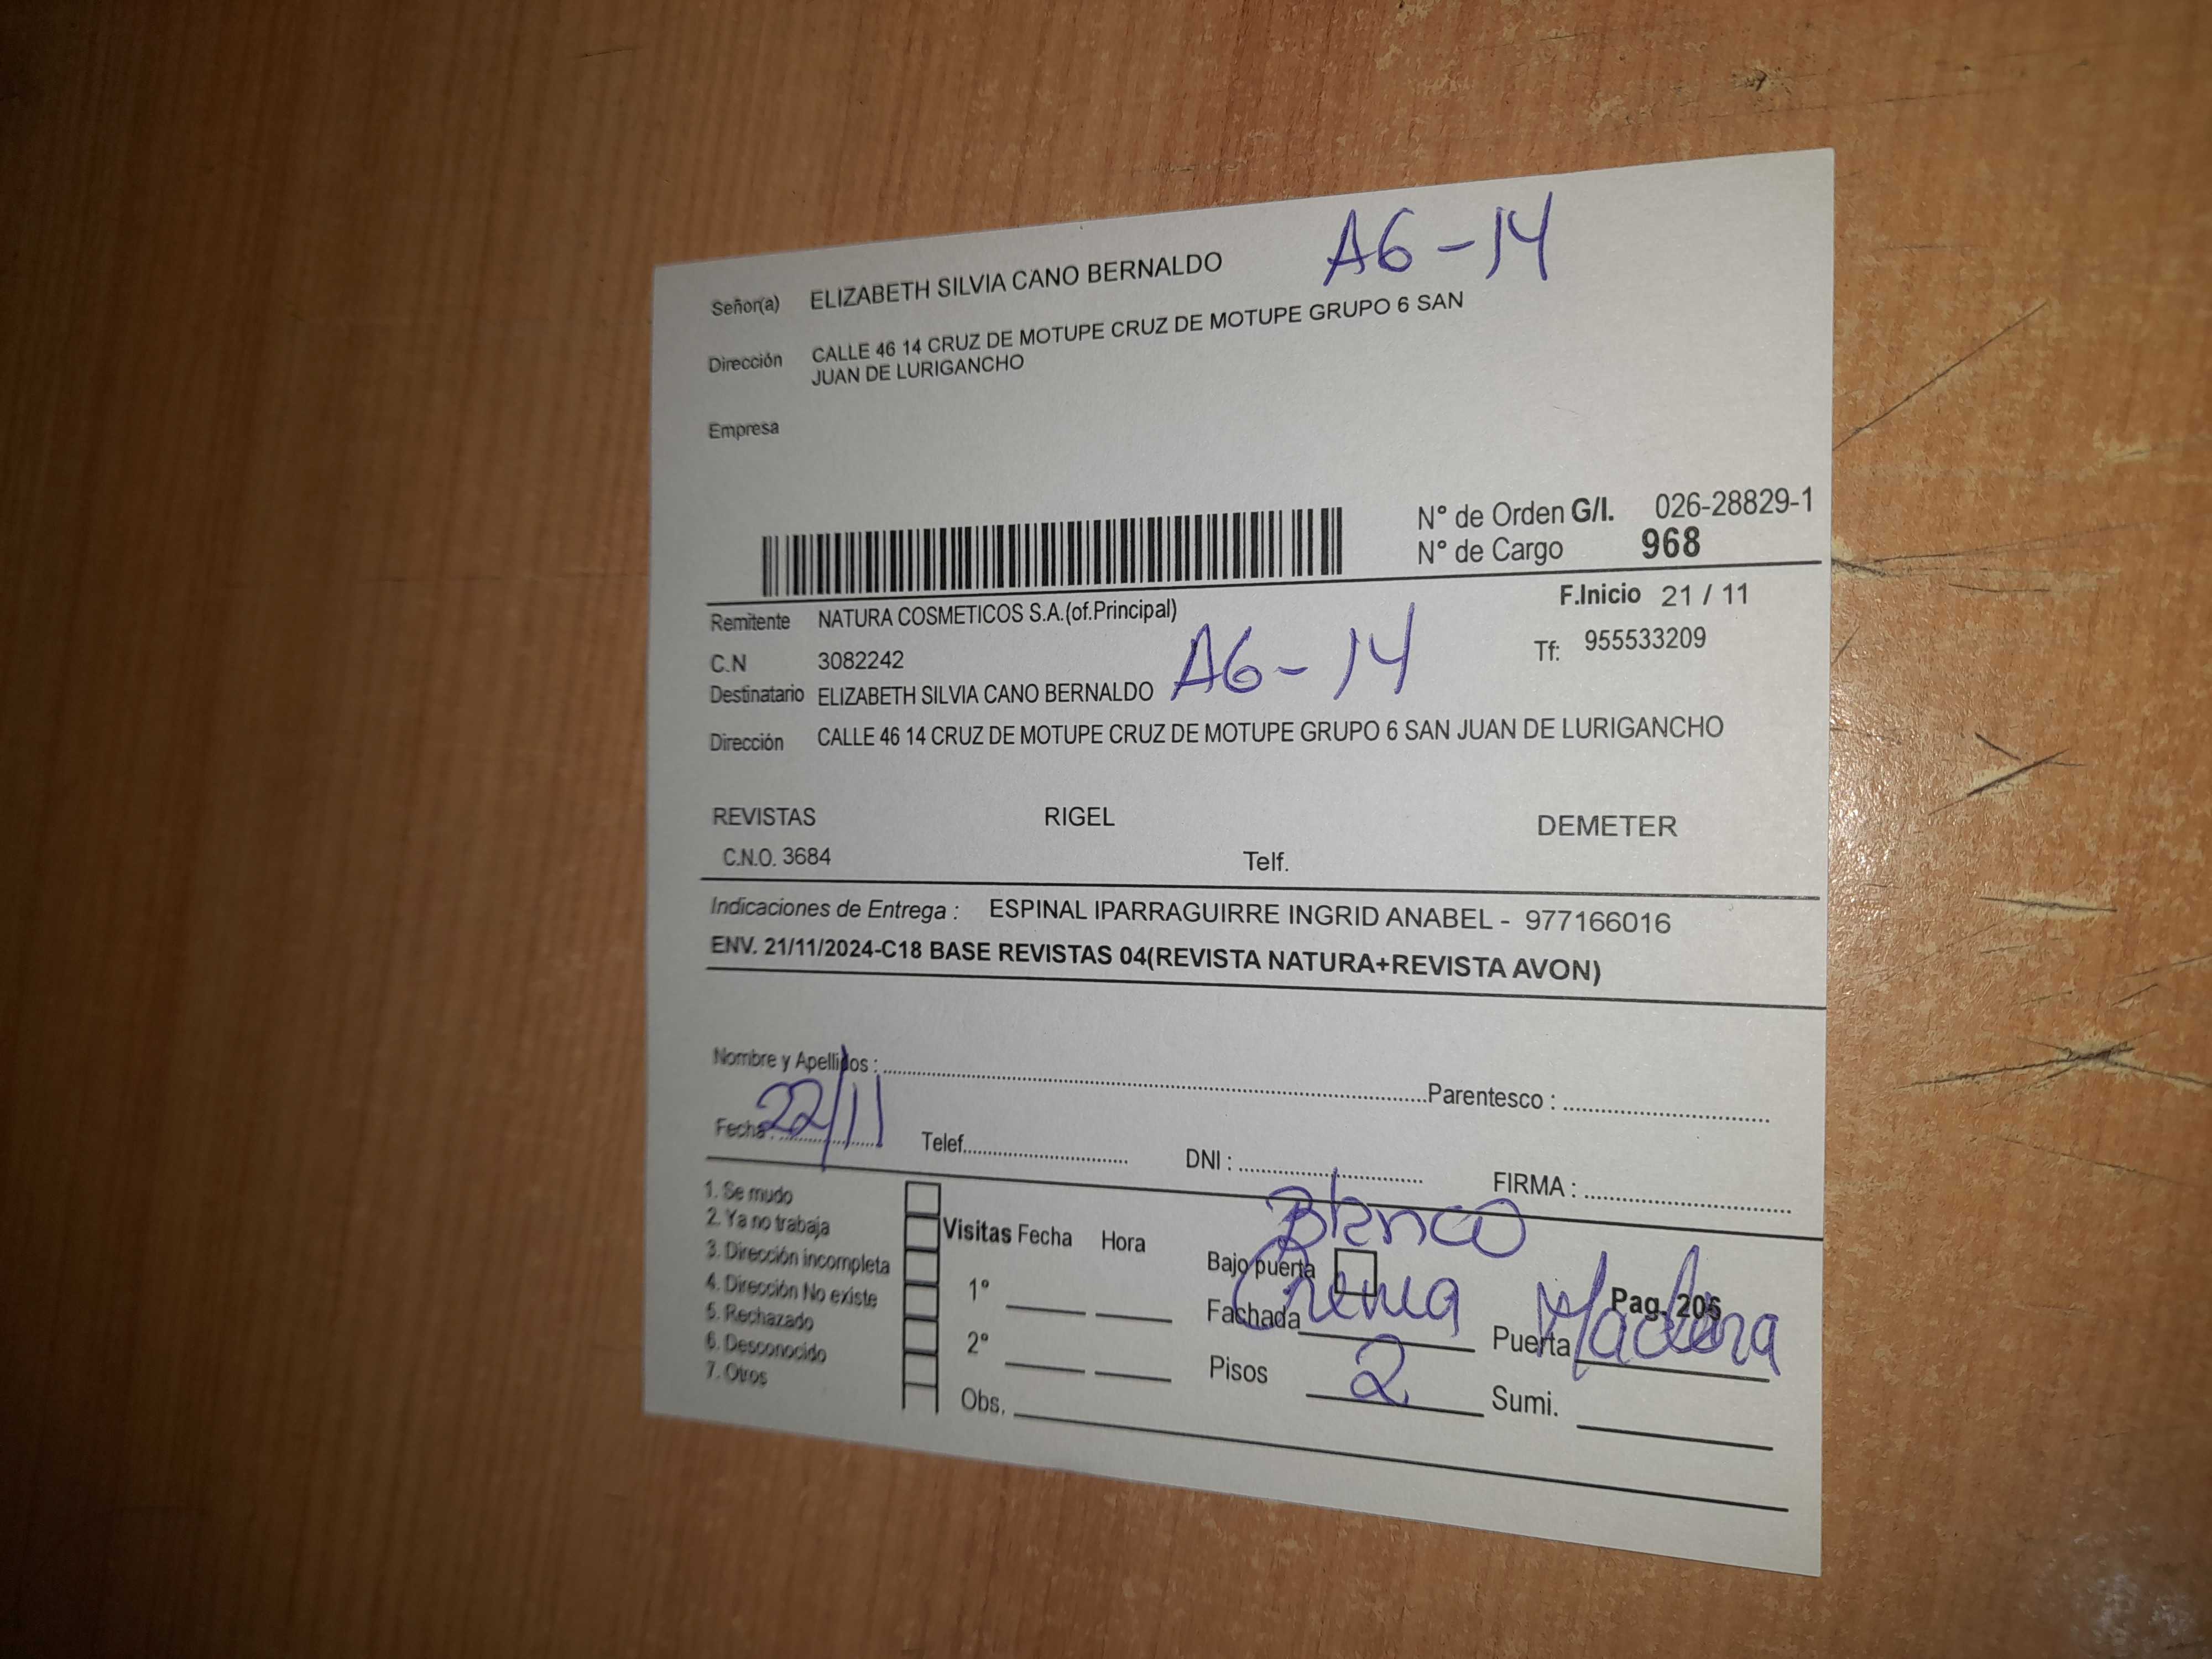 A6-14
Señor(a) ELIZABETH SILVIA CANO BERNALDO
Dirección CALLE 46 14 CRUZ DE MOTUPE CRUZ DE MOTUPE GRUPO 6 SAN
JUAN DE LURIGANCHO
Empresa
N° de Orden G/I. 026-28829-1
N° de Cargo 968
F.Inicio 21 / 11
Remitente NATURA COSMETICOS S.A.(of.Principal)
Tf: 955533209
C.N 3082242
A6-14
Destinatario ELIZABETH SILVIA CANO BERNALDO
Dirección CALLE 46 14 CRUZ DE MOTUPE CRUZ DE MOTUPE GRUPO 6 SAN JUAN DE LURIGANCHO
REVISTAS RIGEL DEMETER
C.N.O. 3684 Telf.
Indicaciones de Entrega : ESPINAL IPARRAGUIRRE INGRID ANABEL - 977166016
ENV. 21/11/2024-C18 BASE REVISTAS 04(REVISTA NATURA+REVISTA AVON)
Nombre y Apellidos : Parentesco :
Fecha : 22/11 Telef. DNI : FIRMA :
1. Se mudo
2. Ya no trabaja
3. Dirección incompleta
4. Dirección No existe
5. Rechazado
6. Desconocido
7. Otros
Visitas Fecha Hora
1°
2°
Obs.
Blanco
Bajo puerta
Fachada Crema
Pisos 2
Pag. 206
Puerta Madera
Sumi.